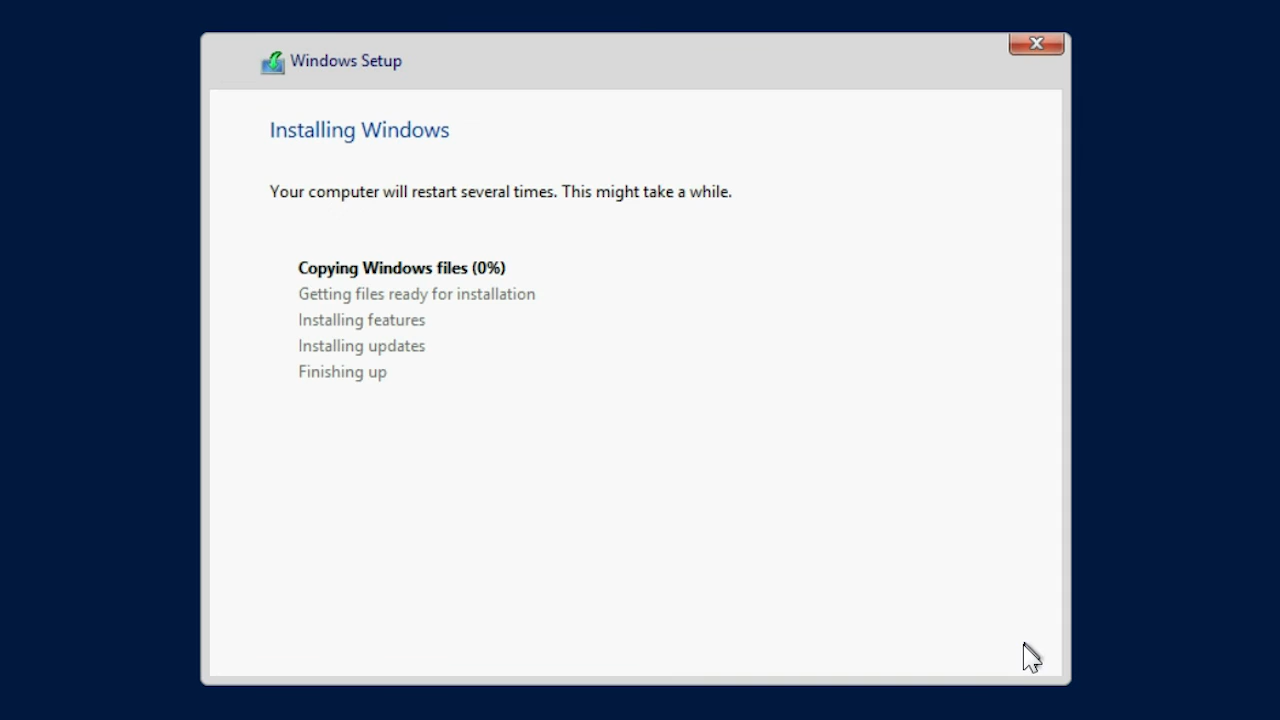 Windows Setup
Installing Windows
Your computer will restart several times. This might take a while.
Copying Windows files (0%)
Getting files ready for installation
Installing features
Installing updates
Finishing up